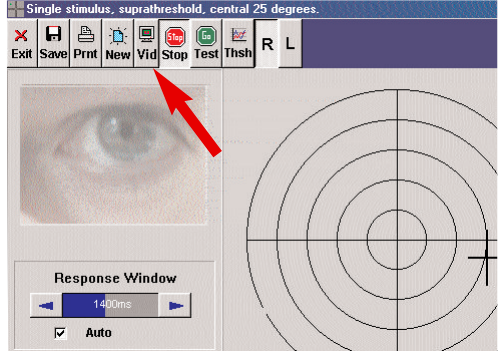 Single stimulus, suprathreshold, central 25 degrees.
Stop Go
Exit Save Prnt New Vid Stop Test Thsh R L
Response Window
1400ms
Auto